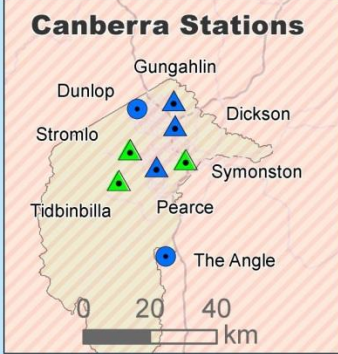 Canberra Stations
Gungahlin
Dunlop
Dickson
Stromlo
Symonston
Tidbinbilla
Pearce
The Angle
0 20 40
km